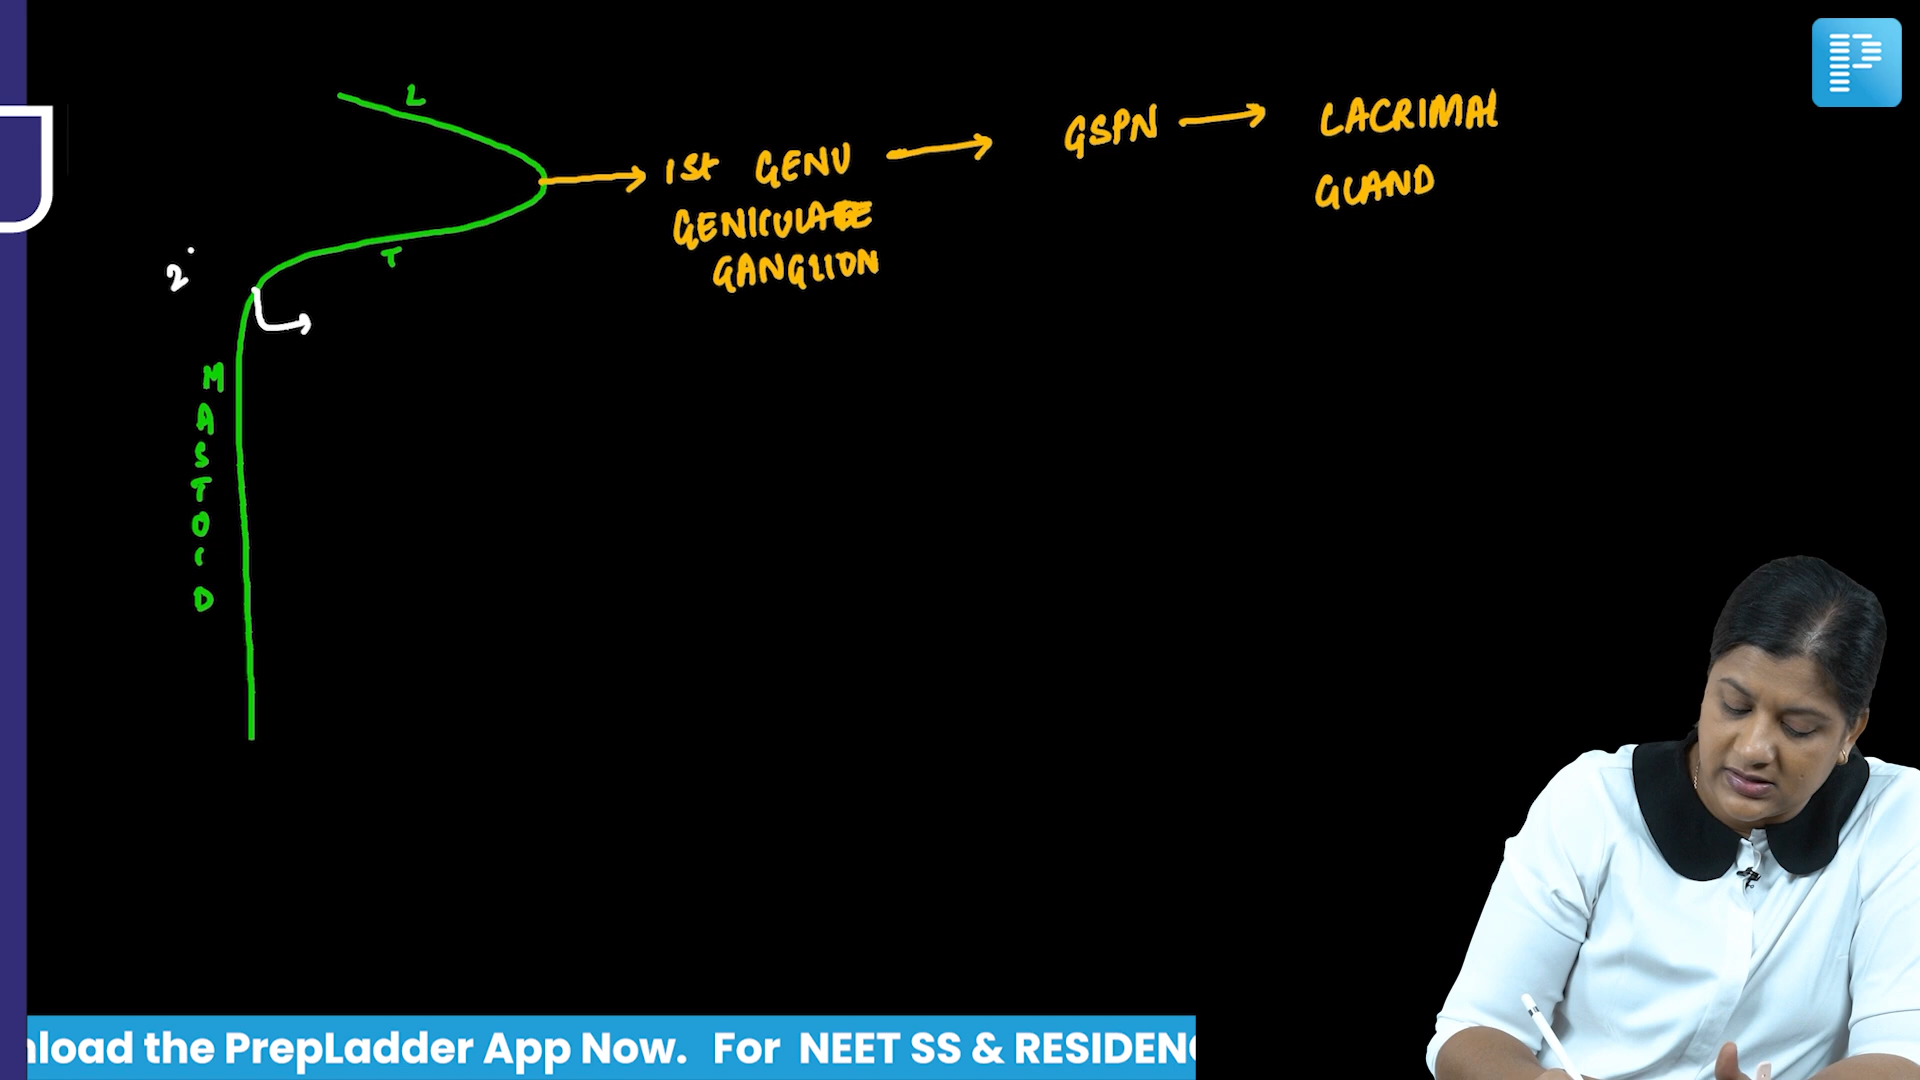 L
1st GENU
GENICULATE
GANGLION
GSPN
LACRIMAL
GLAND
T
2
MASTOID
nload the PrepLadder App Now. For NEET SS & RESIDEN